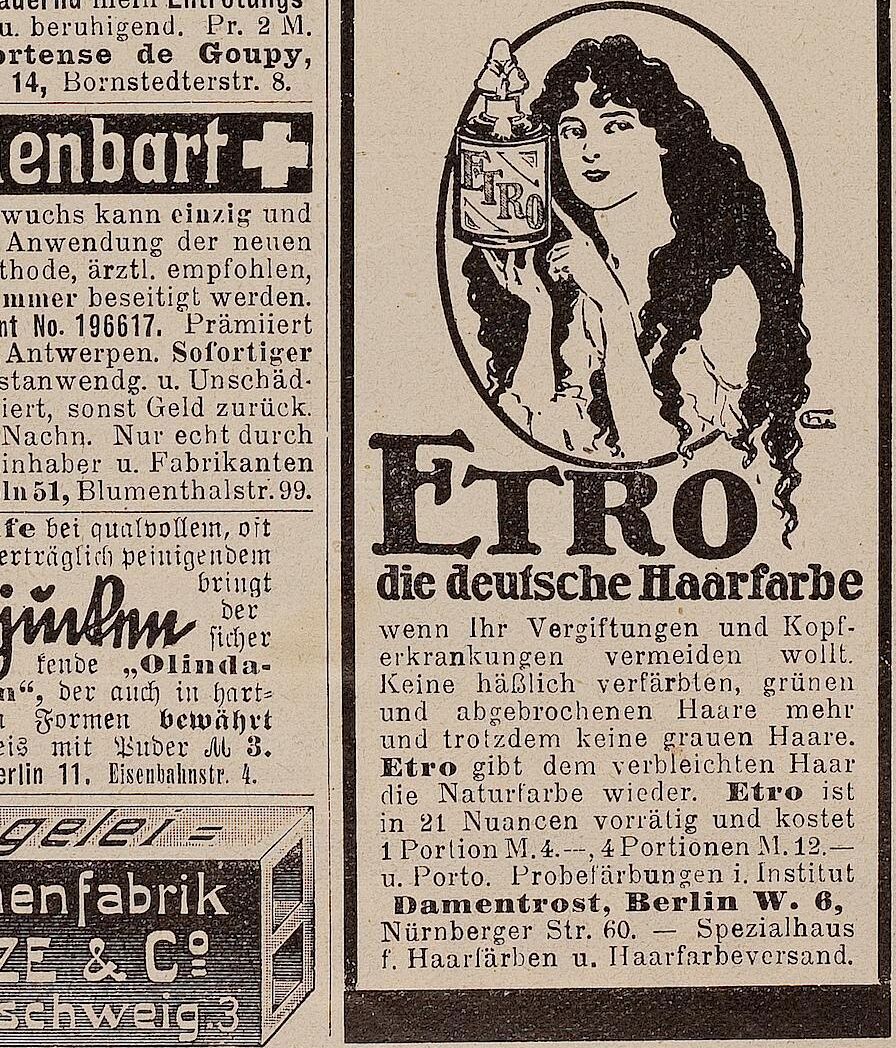 u. beruhigend. Pr. 2 M.
ortense de Goupy,
14, Bornstedterstr. 8.
enbart
wuchs kann einzig und
Anwendung der neuen
thode, ärztl. empfohlen,
mmer beseitigt werden.
nt No. 196617. Prämiiert
Antwerpen. Sofortiger
stanwendg. u. Unschäd-
iert, sonst Geld zurück.
Nachn. Nur echt durch
inhaber u. Fabrikanten
ln 51, Blumenthalstr. 99.
fe bei qualvollem, oft
erträglich peinigendem
bringt
jucken der
sicher
kende „Olinda-
n“, der auch in hart-
n Formen bewährt
eis mit Puder M 3.
erlin 11. Eisenbahnstr. 4.
gelei=
enfabrik
ZE & Co
schweig.3
ETRO
ETRO
die deutsche Haarfarbe
wenn Ihr Vergiftungen und Kopf-
erkrankungen vermeiden wollt.
Keine häßlich verfärbten, grünen
und abgebrochenen Haare mehr
und trotzdem keine grauen Haare.
Etro gibt dem verbleichten Haar
die Naturfarbe wieder. Etro ist
in 21 Nuancen vorrätig und kostet
1 Portion M. 4.—, 4 Portionen M. 12.—
u. Porto. Probefärbungen i. Institut
Damentrost, Berlin W. 6,
Nürnberger Str. 60. — Spezialhaus
f. Haarfärben u. Haarfarbeversand.